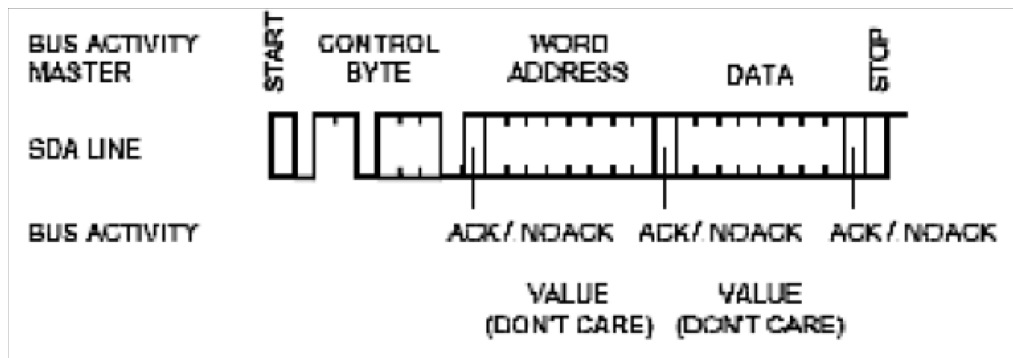 BUS ACTIVITY
MASTER
START
CONTROL
BYTE
WORD
ADDRESS
DATA
STOP
SDA LINE
BUS ACTIVITY
ACK / NOACK
ACK / NOACK
ACK / NOACK
VALUE
(DON'T CARE)
VALUE
(DON'T CARE)